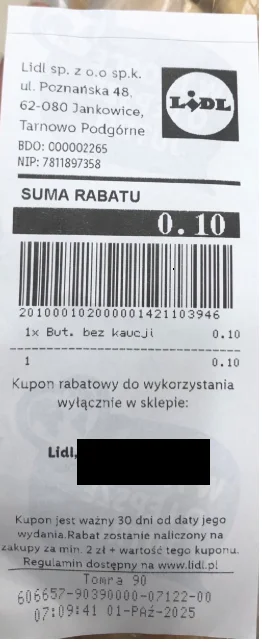 Lidl sp. z o.o sp.k.
ul. Poznańska 48,
62-080 Jankowice,
Tarnowo Podgórne
BDO: 000002265
NIP: 7811897358
LIDL
SUMA RABATU
0.10
201000102000001421103946
1x But. bez kaucji 0.10
1 0.10
Kupon rabatowy do wykorzystania
wyłącznie w sklepie:
Lidl,
Kupon jest ważny 30 dni od daty jego
wydania.Rabat zostanie naliczony na
zakupy za min. 2 zł + wartość tego kuponu.
Regulamin dostępny na www.lidl.pl
Tomra 90
606657-90390000-07122-00
07:09:41 01-PAź-2025